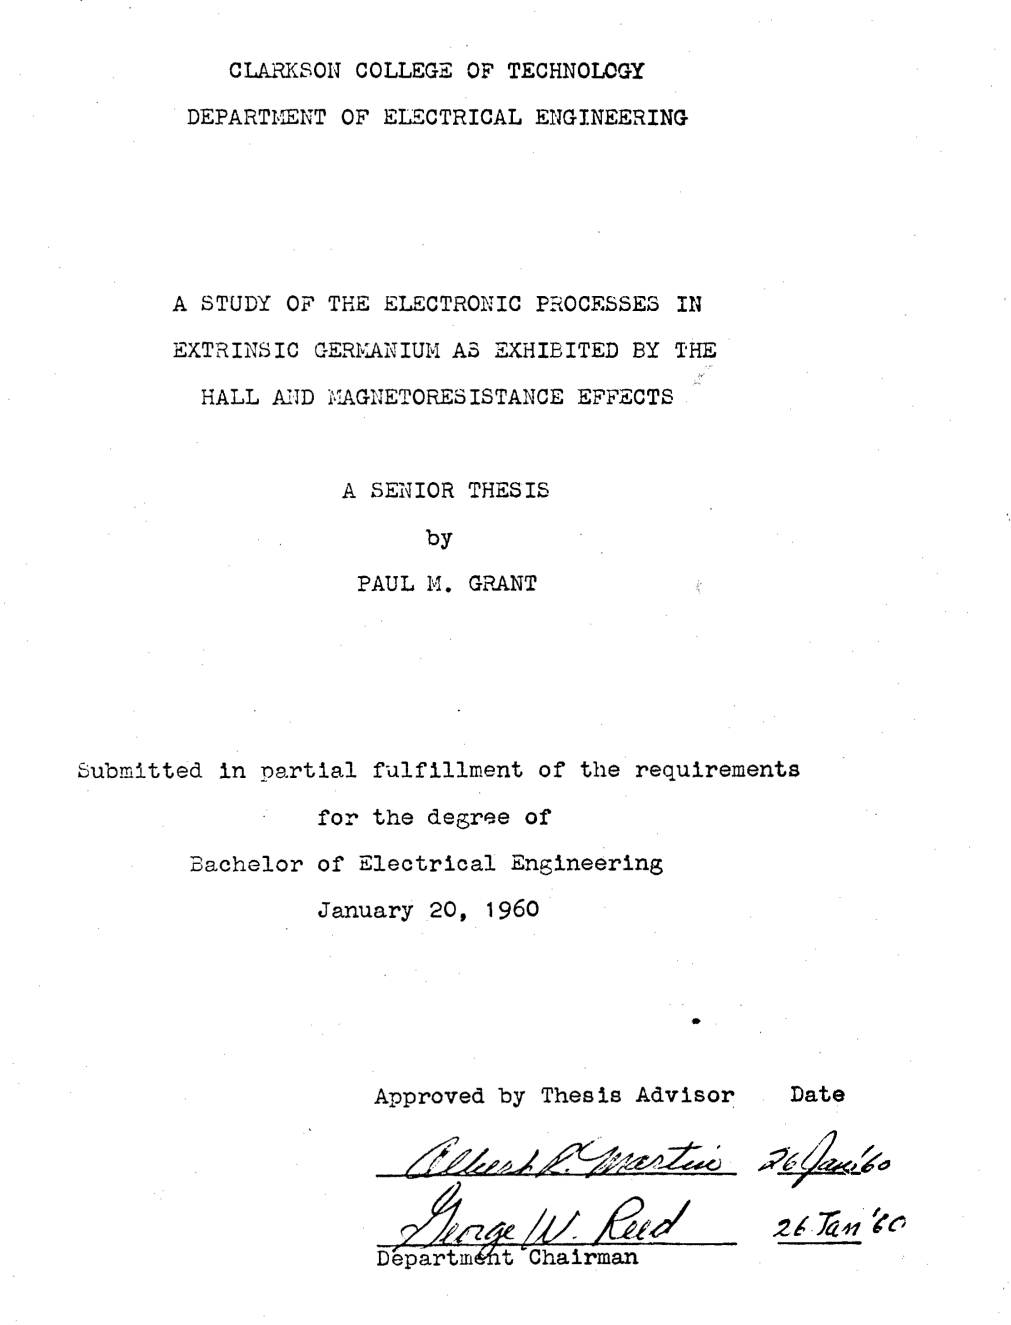 CLARKSON COLLEGE OF TECHNOLOGY
DEPARTMENT OF ELECTRICAL ENGINEERING
A STUDY OF THE ELECTRONIC PROCESSES IN
EXTRINSIC GERMANIUM AS EXHIBITED BY THE
HALL AND MAGNETORESISTANCE EFFECTS
A SENIOR THESIS
by
PAUL M. GRANT
Submitted in partial fulfillment of the requirements
for the degree of
Bachelor of Electrical Engineering
January 20, 1960
Approved by Thesis Advisor Date
Albert R. Martin 26 Jan '60
George W. Reed 26 Jan '60
Department Chairman